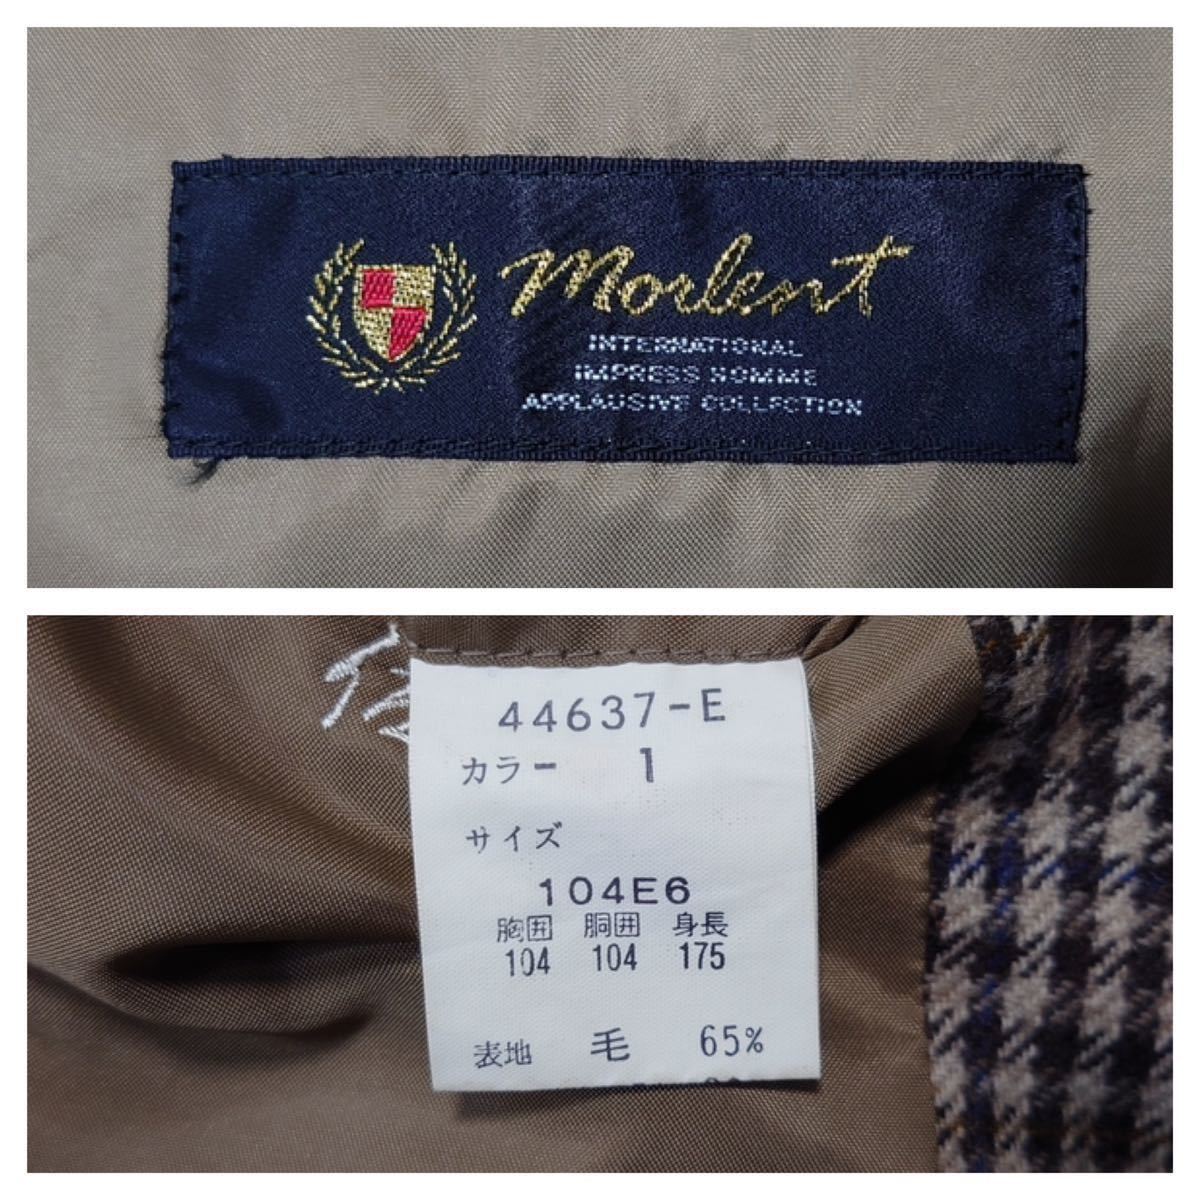 Morlent
INTERNATIONAL
IMPRESS HOMME
APPLAUSIVE COLLECTION
44637-E
カラー 1
サイズ
104E6
胸囲 胴囲 身長
104 104 175
表地 毛 65%